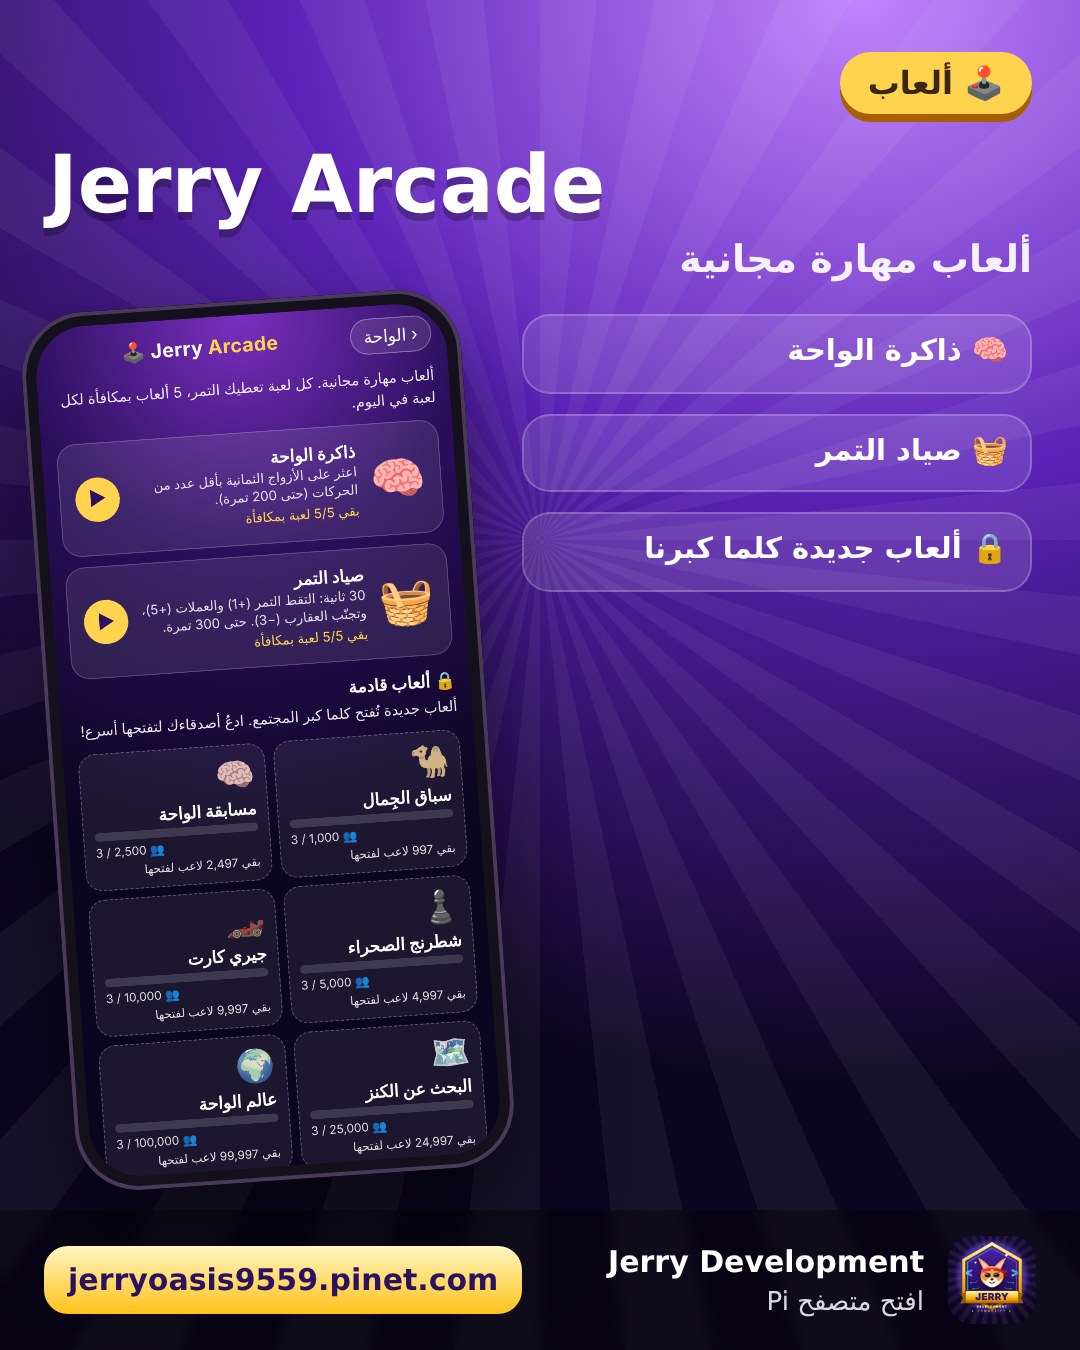 🕹️ ألعاب
Jerry Arcade
ألعاب مهارة مجانية
🧠 ذاكرة الواحة
🧺 صياد التمر
🔒 ألعاب جديدة كلما كبرنا
‹ الواحة
🕹️ Jerry Arcade
ألعاب مهارة مجانية. كل لعبة تعطيك التمر، 5 ألعاب بمكافأة لكل
لعبة في اليوم.
ذاكرة الواحة
اعثر على الأزواج الثمانية بأقل عدد من
الحركات (حتى 200 تمرة).
بقي 5/5 لعبة بمكافأة
صياد التمر
30 ثانية: التقط التمر (+1) والعملات (+5)،
وتجنّب العقارب (−3). حتى 300 تمرة.
بقي 5/5 لعبة بمكافأة
🔒 ألعاب قادمة
ألعاب جديدة تُفتح كلما كبر المجتمع. ادعُ أصدقاءك لتفتحها أسرع!
سباق الجِمال
👥 3 / 1,000
بقي 997 لاعب لفتحها
مسابقة الواحة
👥 3 / 2,500
بقي 2,497 لاعب لفتحها
شطرنج الصحراء
👥 3 / 5,000
بقي 4,997 لاعب لفتحها
جيري كارت
👥 3 / 10,000
بقي 9,997 لاعب لفتحها
البحث عن الكنز
👥 3 / 25,000
بقي 24,997 لاعب لفتحها
عالم الواحة
👥 3 / 100,000
بقي 99,997 لاعب لفتحها
JERRY
Jerry Development
افتح متصفح Pi
jerryoasis9559.pinet.com